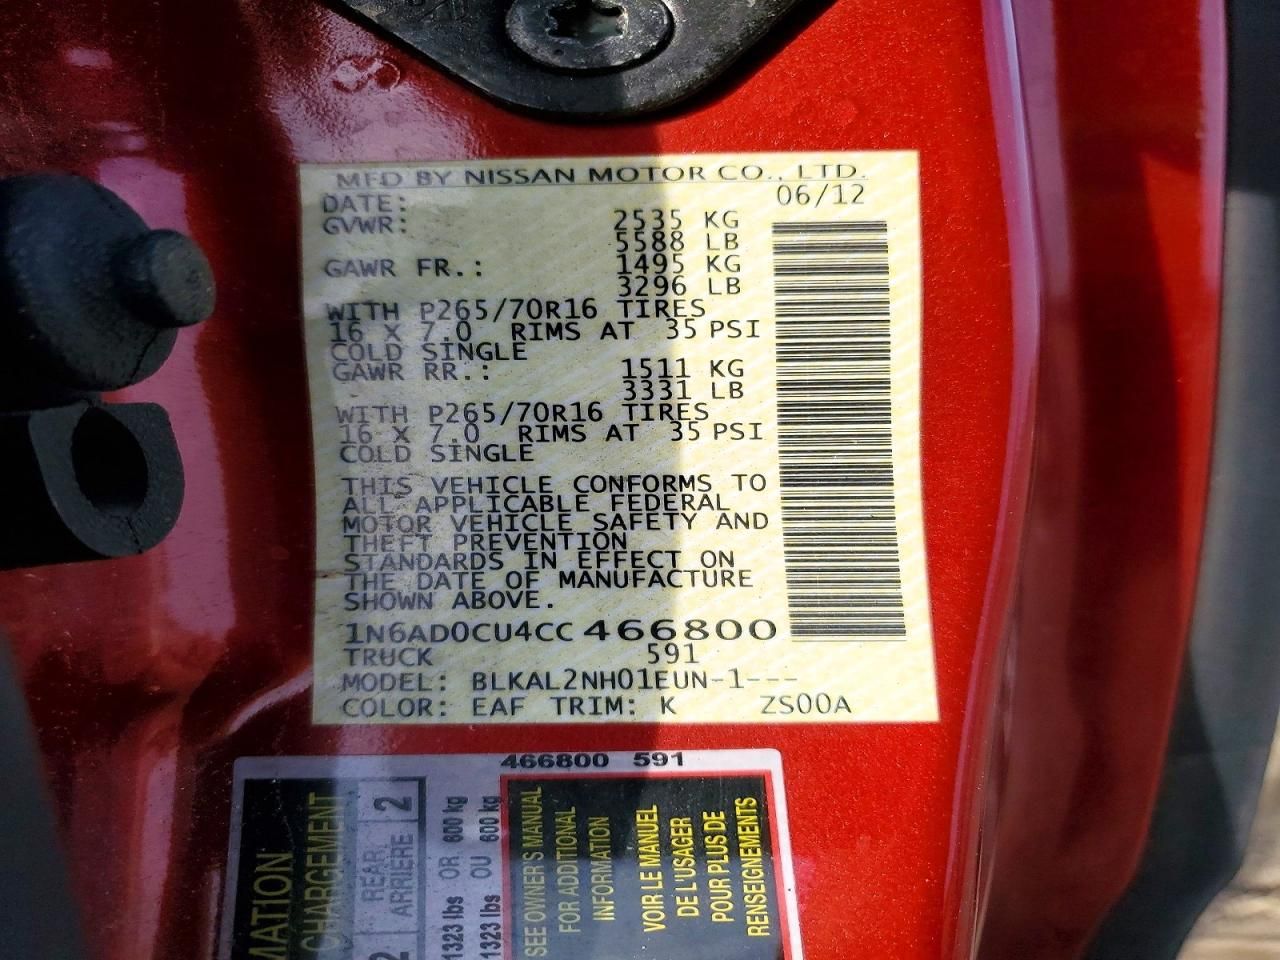 MFD BY NISSAN MOTOR CO., LTD.
DATE: 06/12
GVWR: 2535 KG
5588 LB
GAWR FR.: 1495 KG
3296 LB
WITH P265/70R16 TIRES
16 X 7.0 RIMS AT 35 PSI
COLD SINGLE
GAWR RR.: 1511 KG
3331 LB
WITH P265/70R16 TIRES
16 X 7.0 RIMS AT 35 PSI
COLD SINGLE
THIS VEHICLE CONFORMS TO
ALL APPLICABLE FEDERAL
MOTOR VEHICLE SAFETY AND
THEFT PREVENTION
STANDARDS IN EFFECT ON
THE DATE OF MANUFACTURE
SHOWN ABOVE.
1N6AD0CU4CC466800
TRUCK 591
MODEL: BLKAL2NH01EUN-1---
COLOR: EAF TRIM: K ZS00A
466800 591
MATION
CHARGEMENT
REAR
ARRIÈRE
2
2
1323 lbs OR 600 kg
1323 lbs OU 600 kg
SEE OWNER'S MANUAL
FOR ADDITIONAL
INFORMATION
VOIR LE MANUEL
DE L'USAGER
POUR PLUS DE
RENSEIGNEMENTS